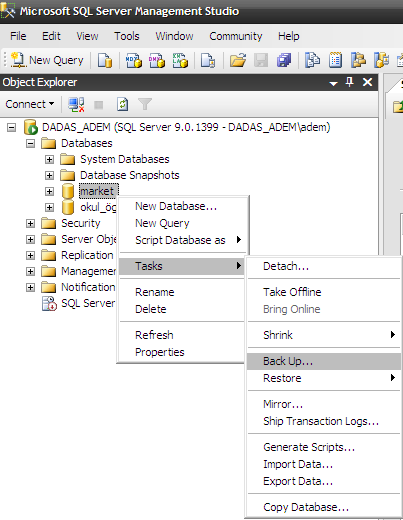 Microsoft SQL Server Management Studio
File Edit View Tools Window Community Help
New Query
Object Explorer
Connect
DADAS_ADEM (SQL Server 9.0.1399 - DADAS_ADEM\adem)
Databases
System Databases
Database Snapshots
market
okul_ög
Security
Server Obje
Replication
Management
Notification
SQL Server
New Database...
New Query
Script Database as
Tasks
Rename
Delete
Refresh
Properties
Detach...
Take Offline
Bring Online
Shrink
Back Up...
Restore
Mirror...
Ship Transaction Logs...
Generate Scripts...
Import Data...
Export Data...
Copy Database...